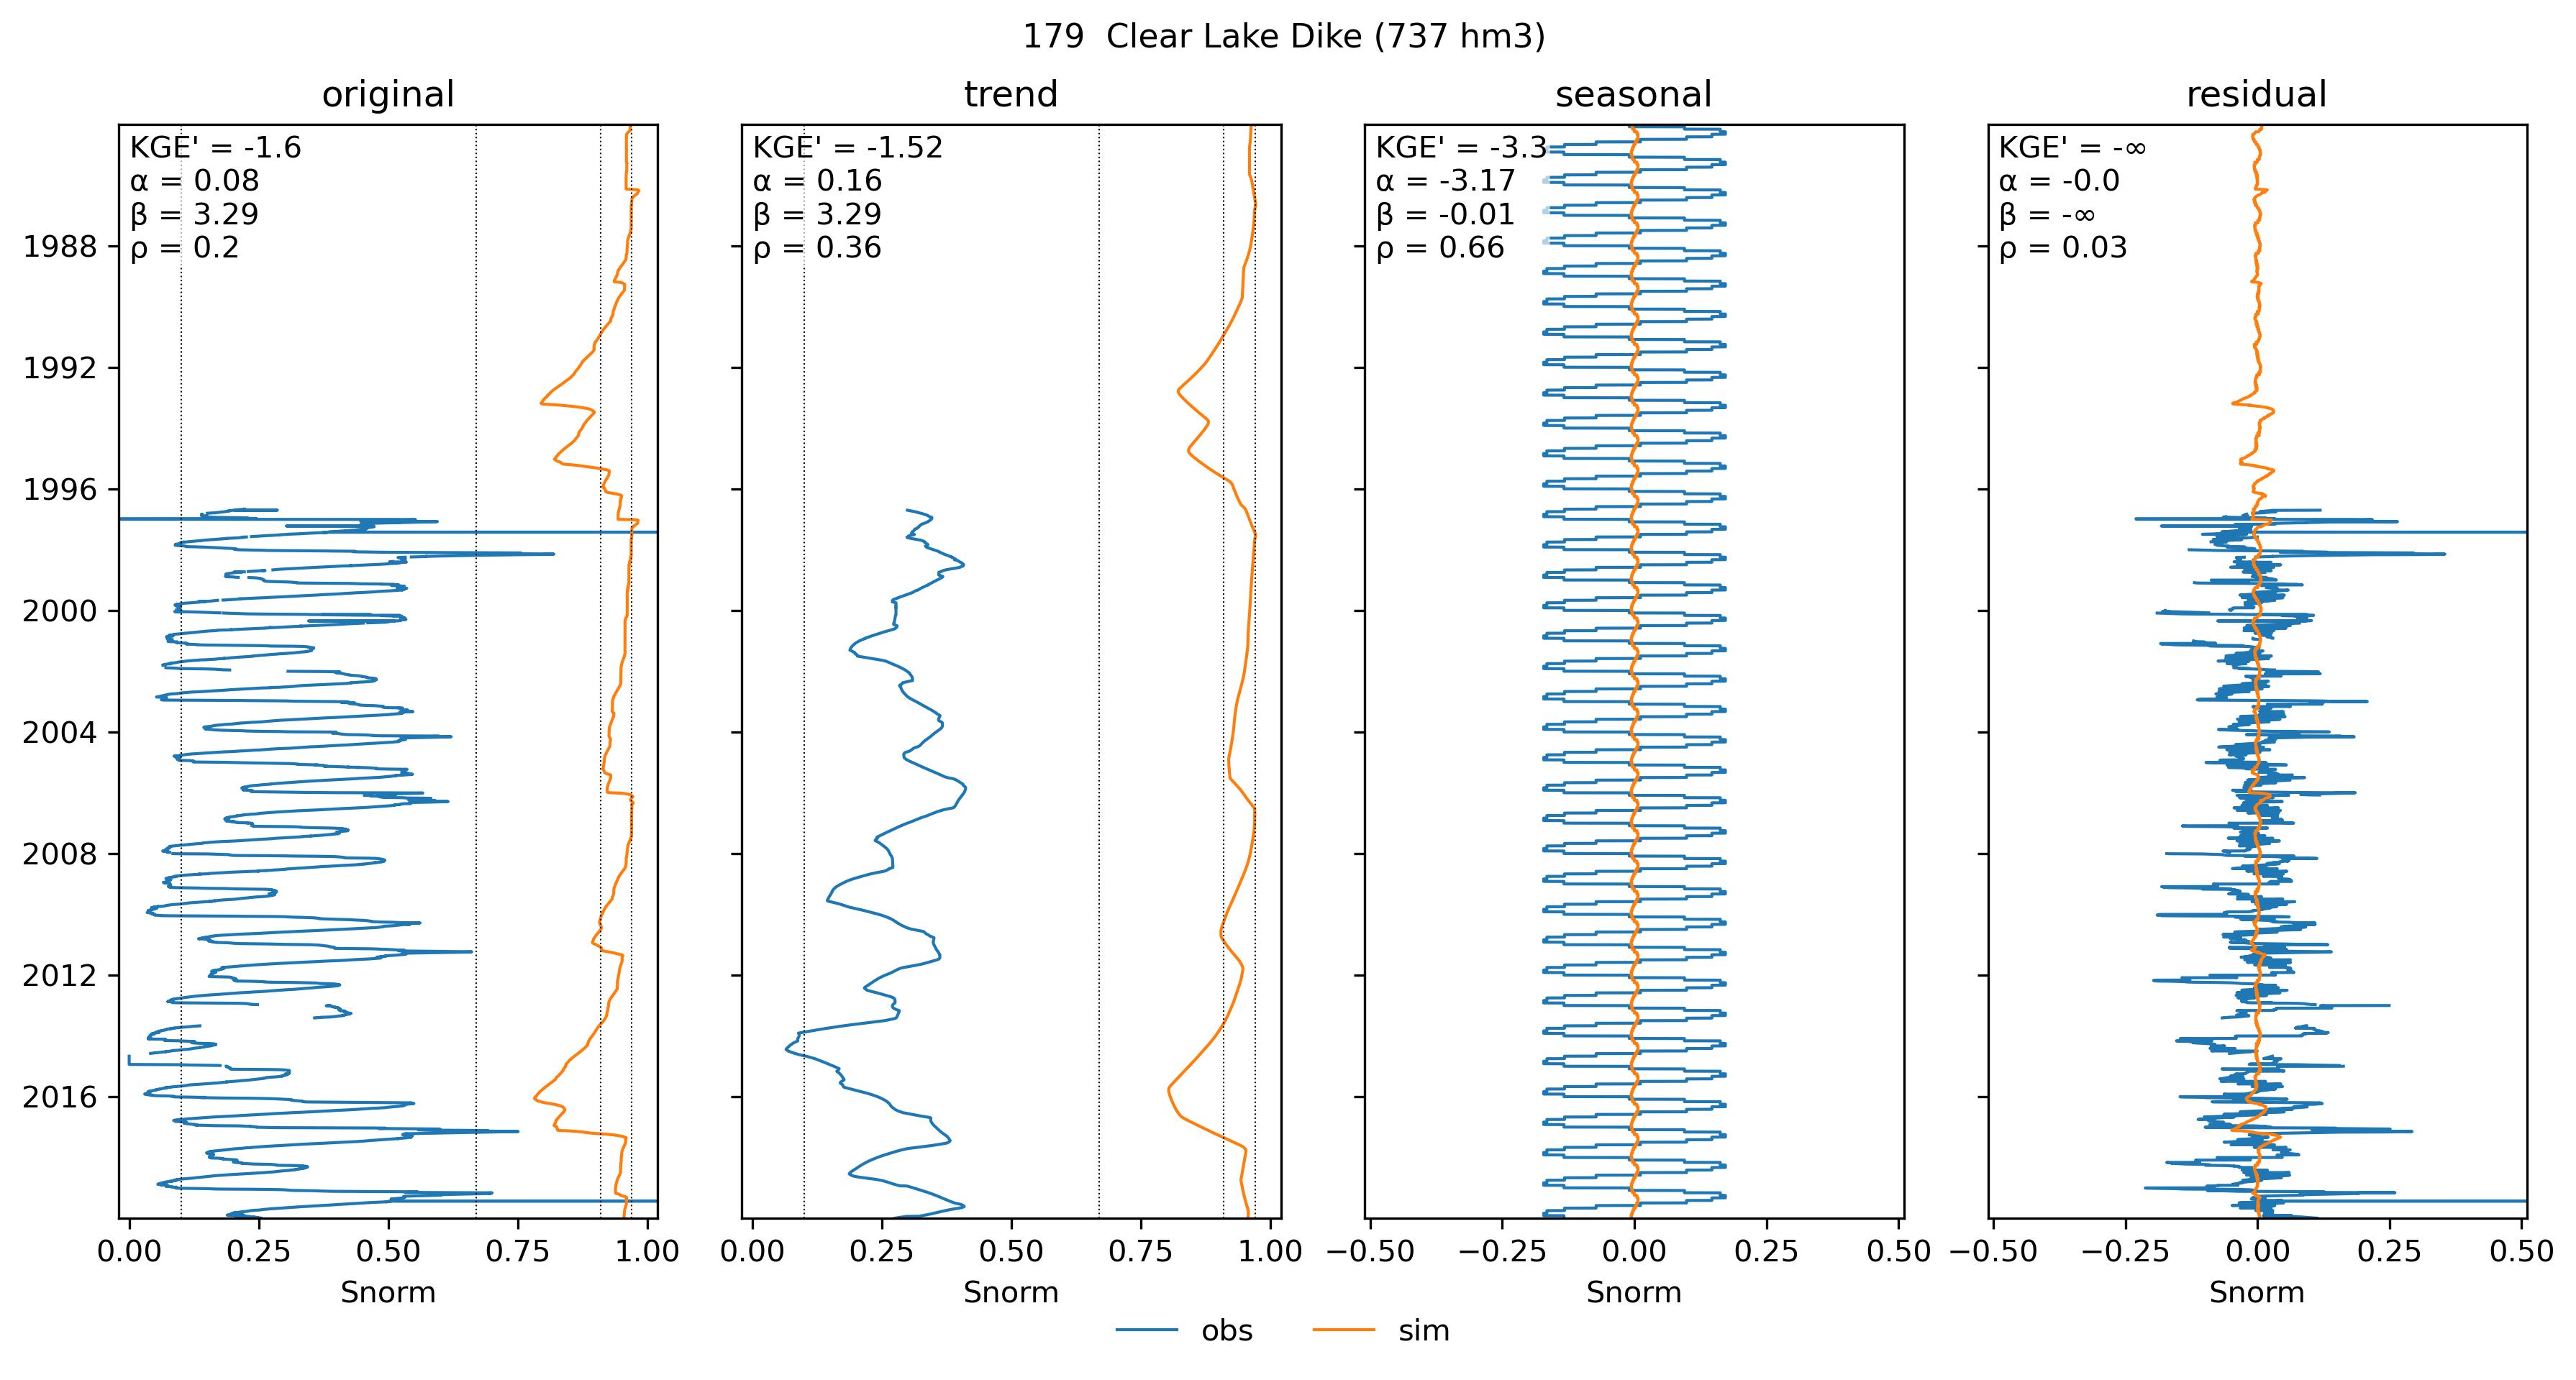 179  Clear Lake Dike (737 hm3)
original
KGE' = -1.6
α = 0.08
β = 3.29
ρ = 0.2
1988
1992
1996
2000
2004
2008
2012
2016
0.00 0.25 0.50 0.75 1.00
Snorm
trend
KGE' = -1.52
α = 0.16
β = 3.29
ρ = 0.36
0.00 0.25 0.50 0.75 1.00
Snorm
seasonal
KGE' = -3.3
α = -3.17
β = -0.01
ρ = 0.66
−0.50 −0.25 0.00 0.25 0.50
Snorm
residual
KGE' = -∞
α = -0.0
β = -∞
ρ = 0.03
−0.50 −0.25 0.00 0.25 0.50
Snorm
obs sim